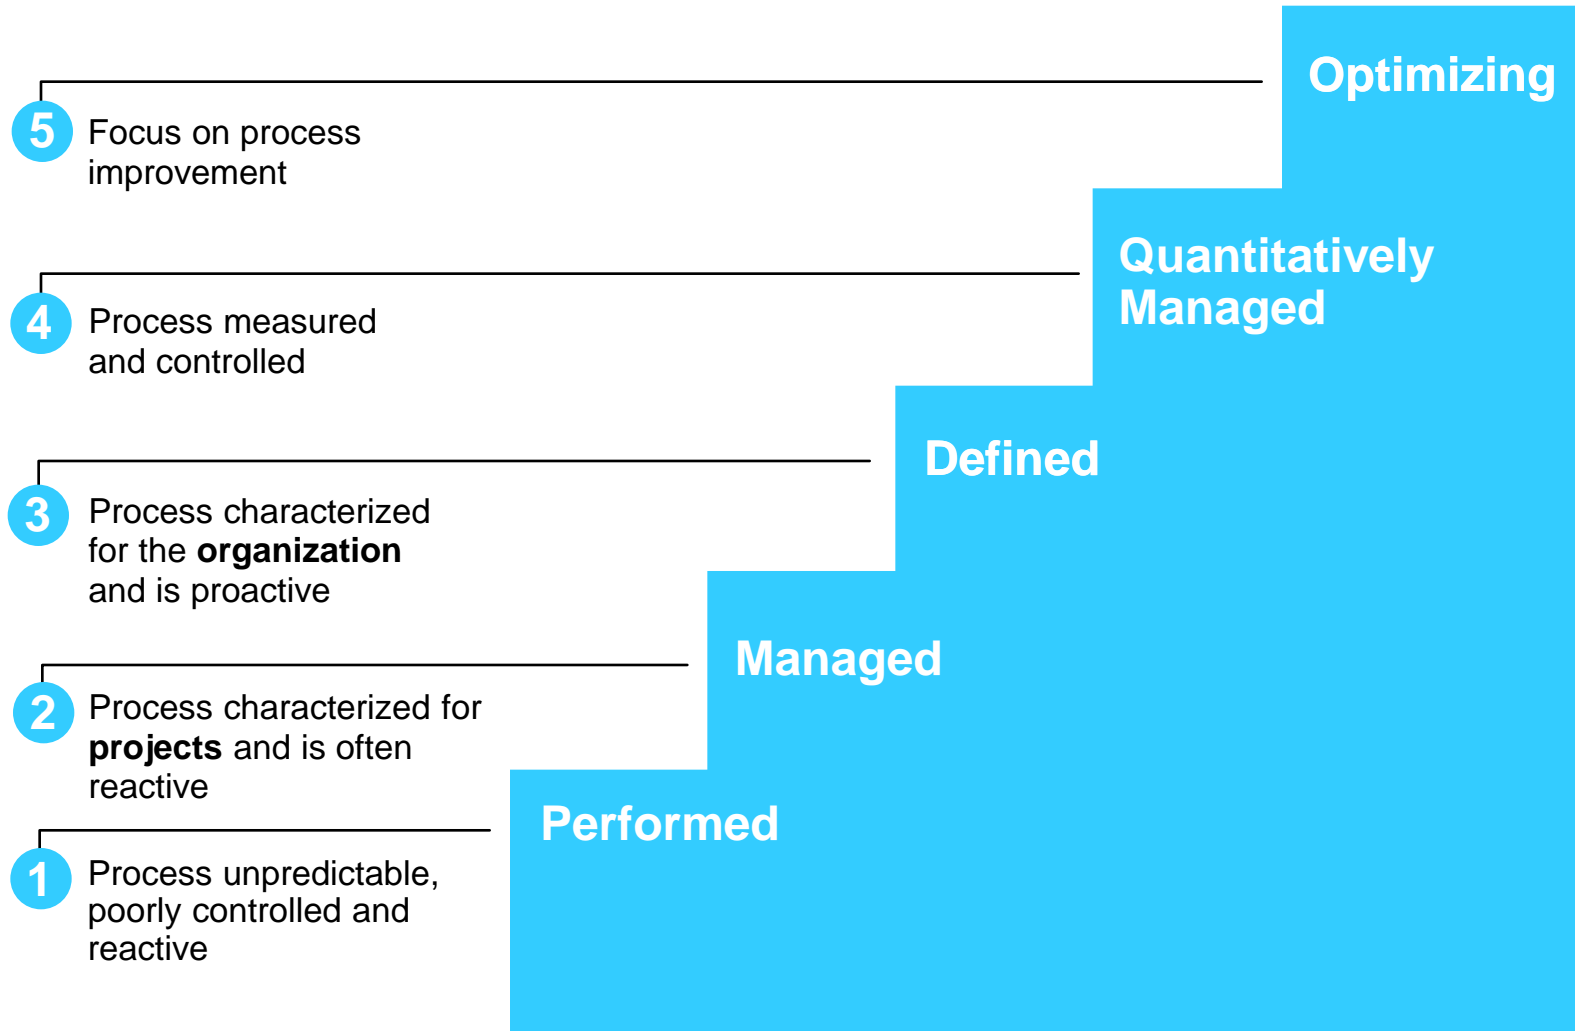 Optimizing
5
Focus on process
improvement
Quantitatively
Managed
4
Process measured
and controlled
Defined
3
Process characterized
for the organization
and is proactive
Managed
2
Process characterized for
projects and is often
reactive
Performed
1
Process unpredictable,
poorly controlled and
reactive